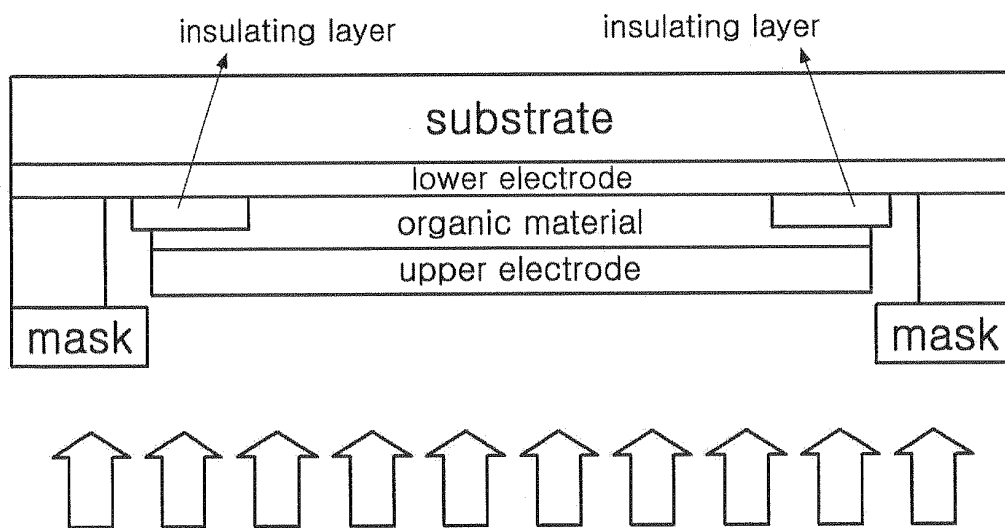 insulating layer
insulating layer
substrate
lower electrode
organic material
upper electrode
mask
mask